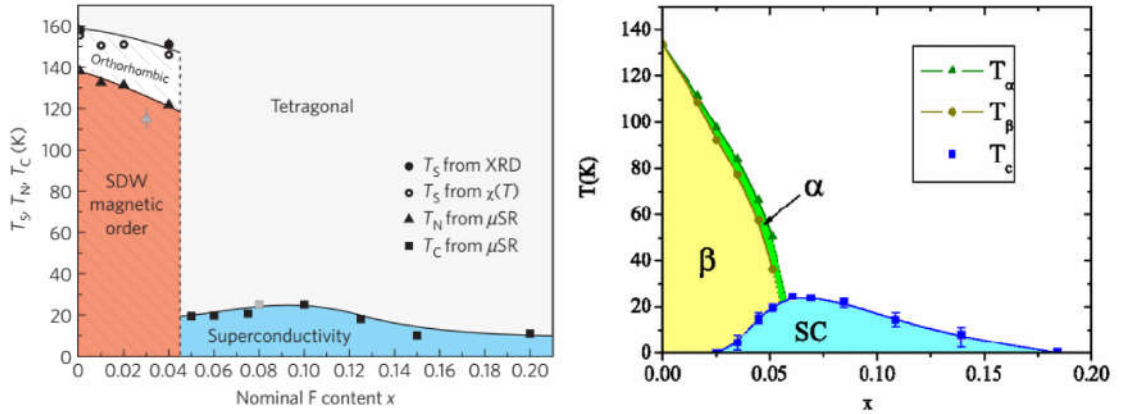 T_S, T_N, T_C (K)
160
140
120
100
80
60
40
20
0
Orthorhombic
SDW
magnetic
order
Tetragonal
T_S from XRD
T_S from χ(T)
T_N from μSR
T_C from μSR
Superconductivity
0 0.02 0.04 0.06 0.08 0.10 0.12 0.14 0.16 0.18 0.20
Nominal F content x
T(K)
150
140
120
100
80
60
40
20
0
T_α
T_β
T_c
α
β
SC
0.00 0.05 0.10 0.15 0.20
x